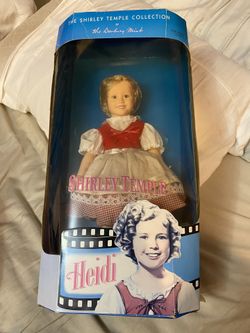 THE SHIRLEY TEMPLE COLLECTION
BY
The Danbury Mint
SHIRLEY TEMPLE
Heidi